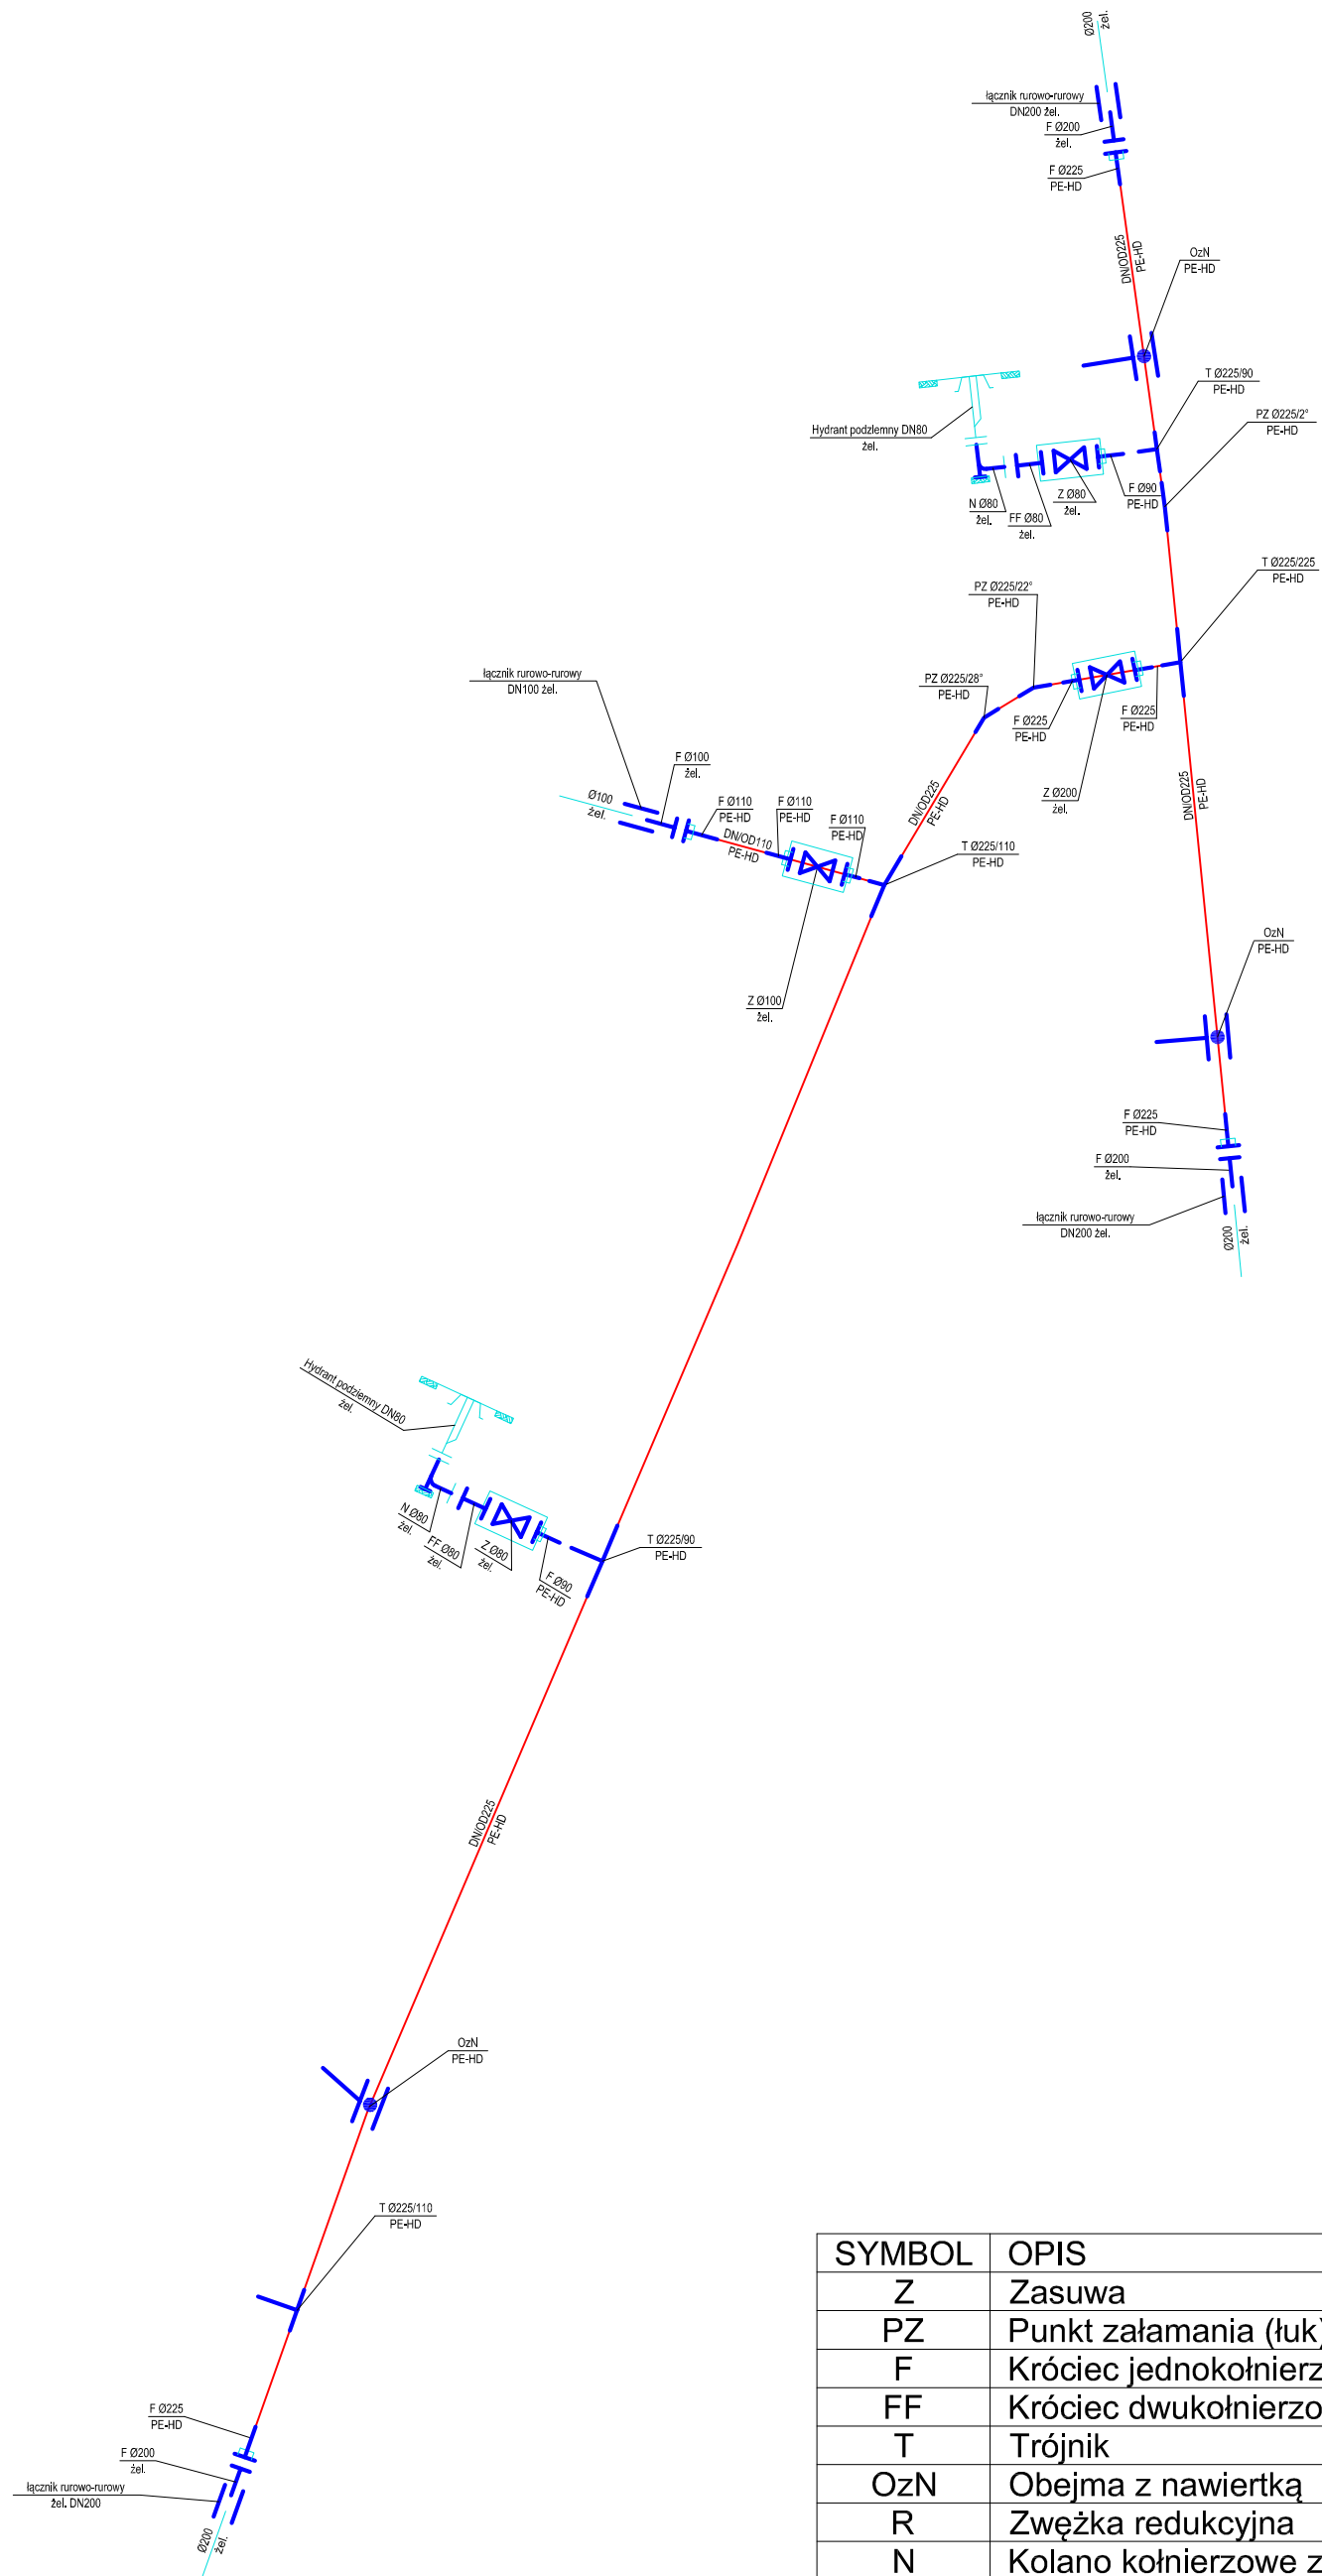 Ø200
żel.
łącznik rurowo-rurowy
DN200 żel.
F Ø200
żel.
F Ø225
PE-HD
DN/OD225
PE-HD
OzN
PE-HD
T Ø225/90
PE-HD
PZ Ø225/2°
PE-HD
Hydrant podziemny DN80
żel.
N Ø80
żel.
FF Ø80
żel.
Z Ø80
żel.
F Ø90
PE-HD
T Ø225/225
PE-HD
PZ Ø225/22°
PE-HD
PZ Ø225/28°
PE-HD
F Ø225
PE-HD
F Ø225
PE-HD
Z Ø200
żel.
łącznik rurowo-rurowy
DN100 żel.
Ø100
żel.
F Ø100
żel.
F Ø110
PE-HD
DN/OD110
PE-HD
F Ø110
PE-HD
F Ø110
PE-HD
DN/OD225
PE-HD
T Ø225/110
PE-HD
Z Ø100
żel.
DN/OD225
PE-HD
OzN
PE-HD
F Ø225
PE-HD
F Ø200
żel.
łącznik rurowo-rurowy
DN200 żel.
Ø200
żel.
Hydrant podziemny DN80
żel.
N Ø80
żel.
FF Ø80
żel.
Z Ø80
żel.
F Ø90
PE-HD
T Ø225/90
PE-HD
DN/OD225
PE-HD
OzN
PE-HD
T Ø225/110
PE-HD
F Ø225
PE-HD
F Ø200
żel.
łącznik rurowo-rurowy
żel. DN200
Ø200
żel.
SYMBOL OPIS
Z Zasuwa
PZ Punkt załamania (łuk)
F Króciec jednokołnierz
FF Króciec dwukołnierzo
T Trójnik
OzN Obejma z nawiertką
R Zwężka redukcyjna
N Kolano kołnierzowe z